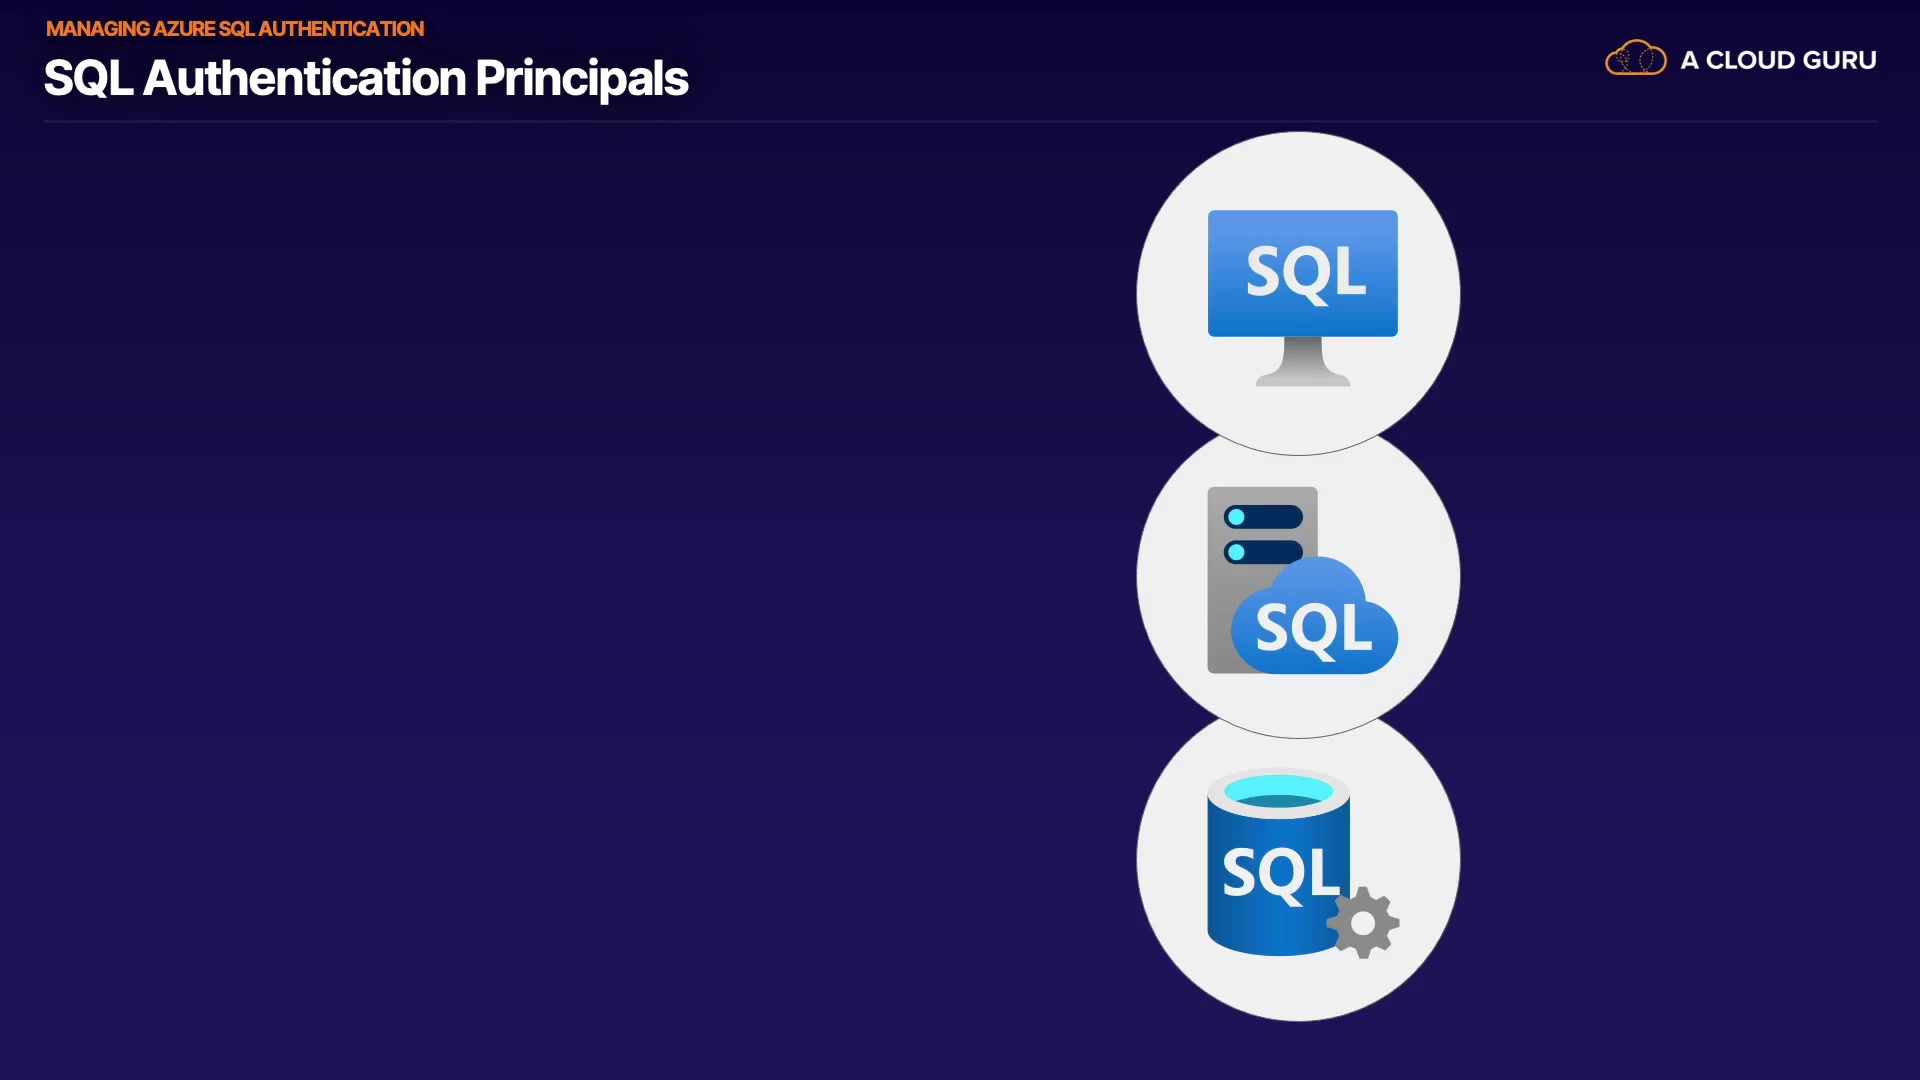 MANAGING AZURE SQL AUTHENTICATION
SQL Authentication Principals
A CLOUD GURU
SQL
SQL
SQL